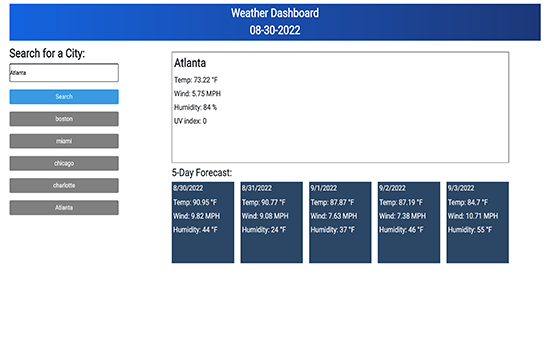 Weather Dashboard
08-30-2022
Search for a City:
Atlanta
Search
boston
miami
chicago
charlotte
Atlanta
Atlanta
Temp: 73.22 °F
Wind: 5.75 MPH
Humidity: 84 %
UV index: 0
5-Day Forecast:
8/30/2022
Temp: 90.95 °F
Wind: 9.82 MPH
Humidity: 44 °F
8/31/2022
Temp: 90.77 °F
Wind: 9.08 MPH
Humidity: 24 °F
9/1/2022
Temp: 87.87 °F
Wind: 7.63 MPH
Humidity: 37 °F
9/2/2022
Temp: 87.19 °F
Wind: 7.38 MPH
Humidity: 46 °F
9/3/2022
Temp: 84.7 °F
Wind: 10.71 MPH
Humidity: 55 °F